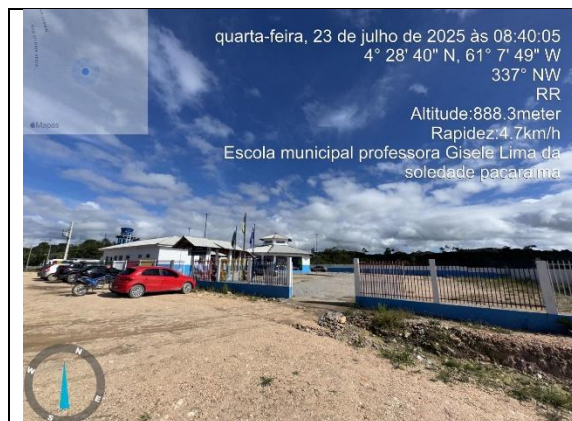 quarta-feira, 23 de julho de 2025 às 08:40:05
4° 28' 40" N, 61° 7' 49" W
337° NW
RR
Altitude:888.3meter
Rapidez:4.7km/h
Escola municipal professora Gisele Lima da
soledade pacaraima
Mapas
N
W
E
S